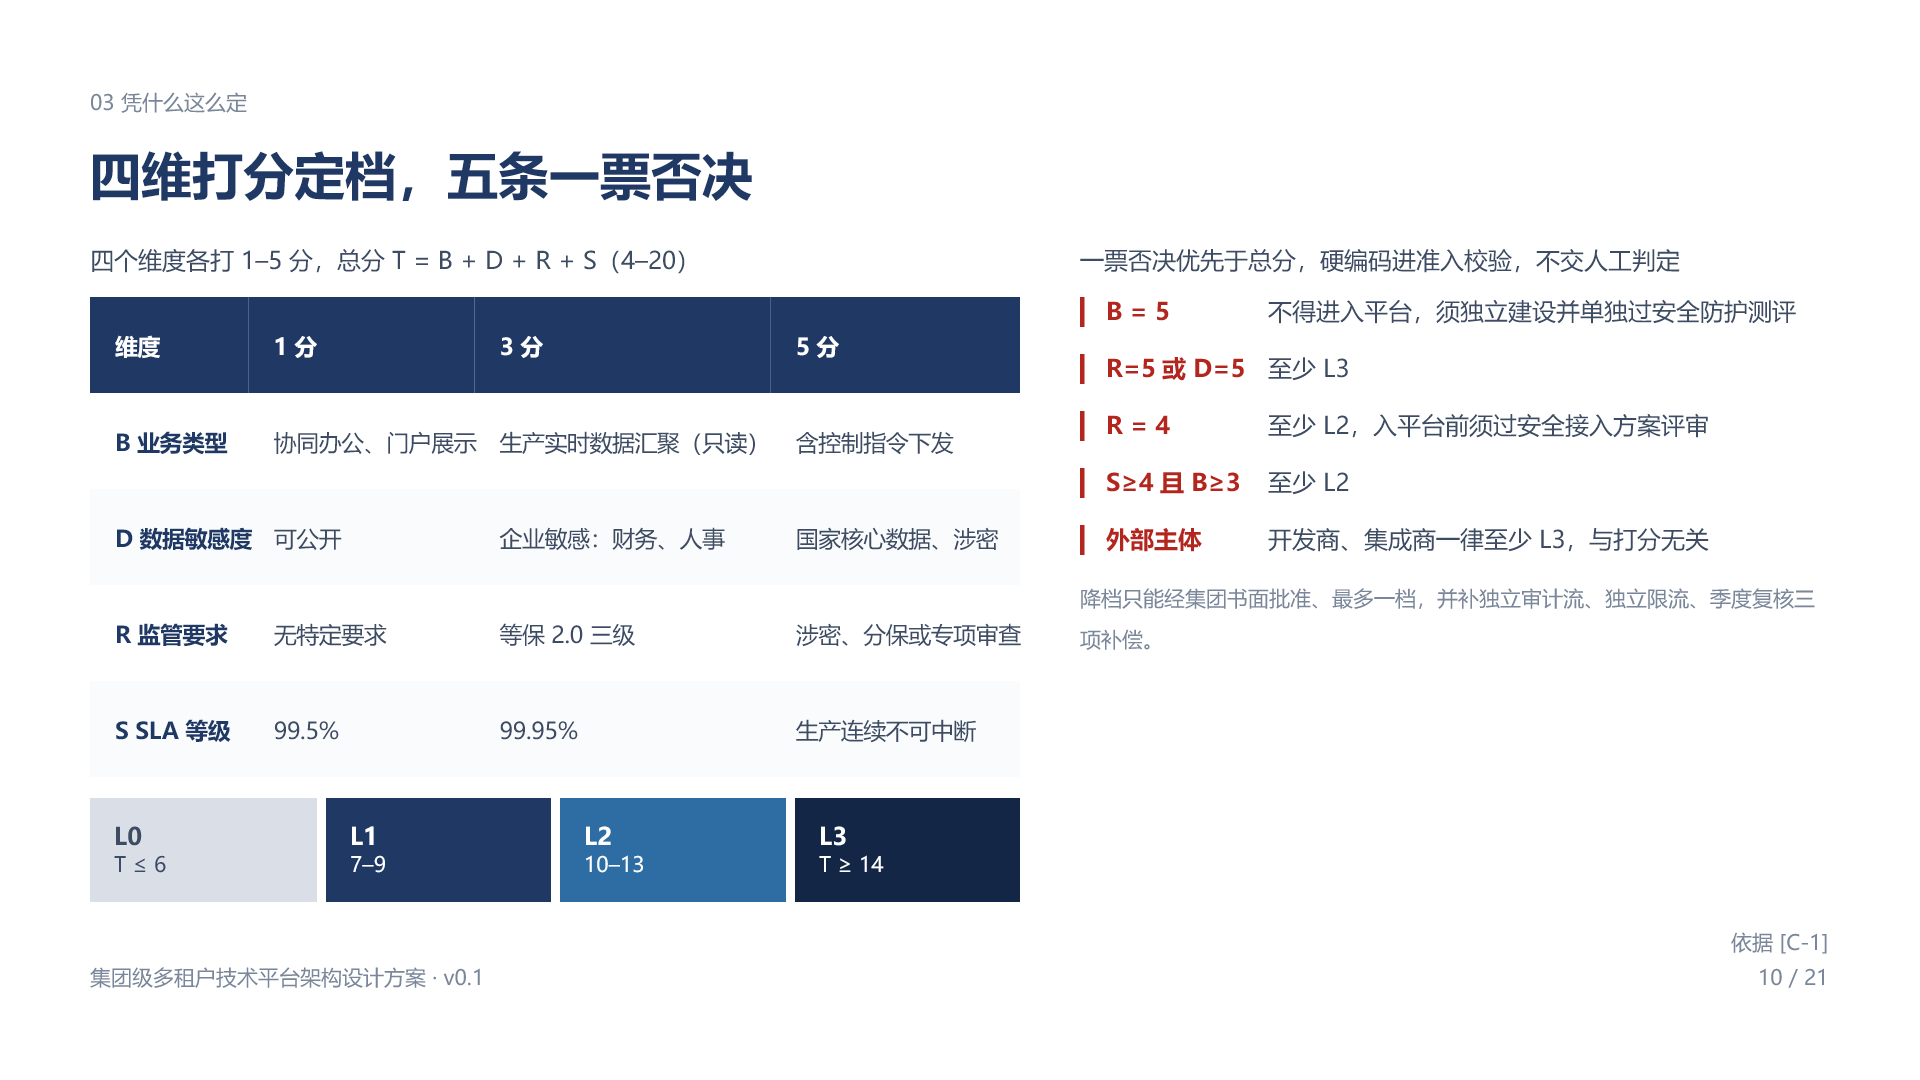 03 凭什么这么定
四维打分定档，五条一票否决
四个维度各打 1–5 分，总分 T = B + D + R + S（4–20）
维度 1 分 3 分 5 分
B 业务类型 协同办公、门户展示 生产实时数据汇聚（只读） 含控制指令下发
D 数据敏感度 可公开 企业敏感：财务、人事 国家核心数据、涉密
R 监管要求 无特定要求 等保 2.0 三级 涉密、分保或专项审查
S SLA 等级 99.5% 99.95% 生产连续不可中断
L0 L1 L2 L3
T ≤ 6 7–9 10–13 T ≥ 14
一票否决优先于总分，硬编码进准入校验，不交人工判定
B = 5 不得进入平台，须独立建设并单独过安全防护测评
R=5 或 D=5 至少 L3
R = 4 至少 L2，入平台前须过安全接入方案评审
S≥4 且 B≥3 至少 L2
外部主体 开发商、集成商一律至少 L3，与打分无关
降档只能经集团书面批准、最多一档，并补独立审计流、独立限流、季度复核三
项补偿。
依据 [C-1]
集团级多租户技术平台架构设计方案 · v0.1
10 / 21